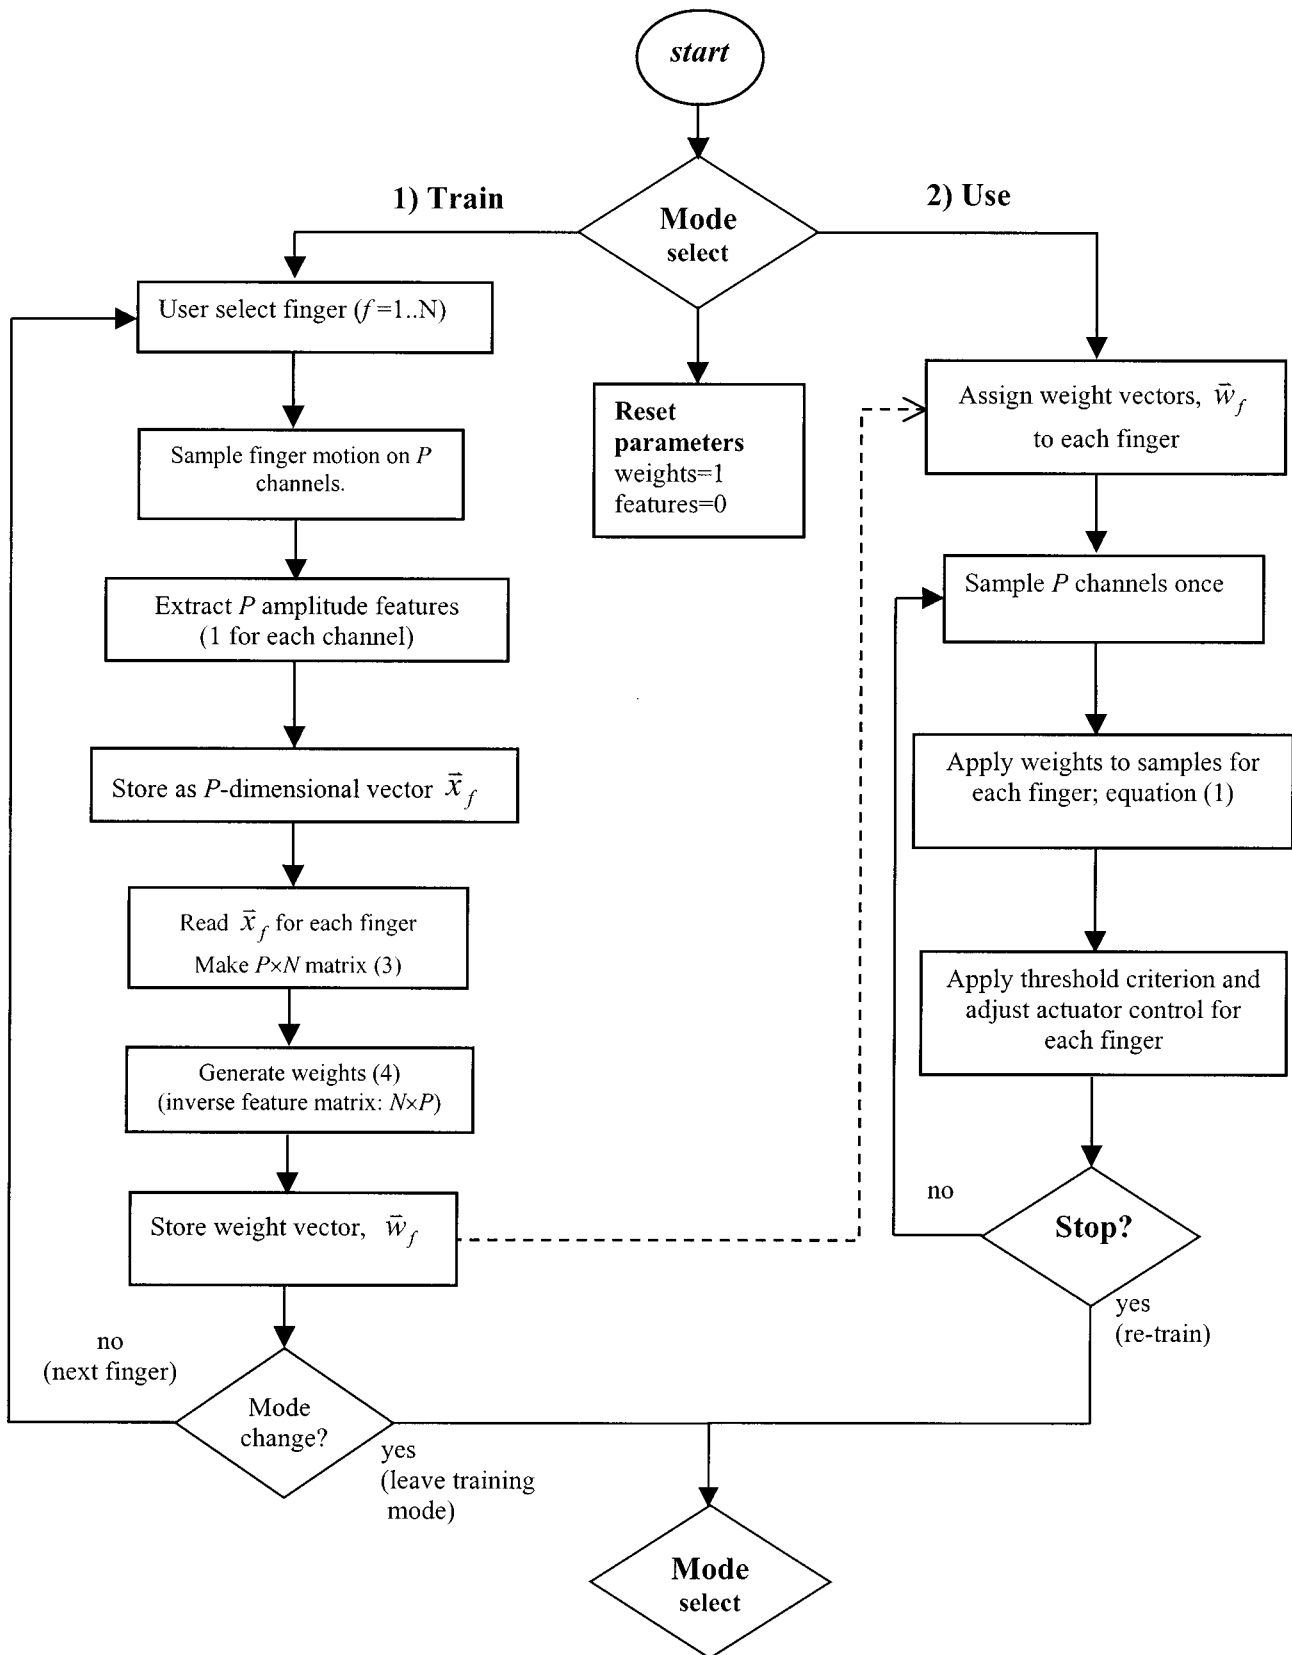 start
1) Train
2) Use
Mode
select
User select finger (f=1..N)
Sample finger motion on P
channels.
Extract P amplitude features
(1 for each channel)
Store as P-dimensional vector x̄_f
Read x̄_f for each finger
Make P×N matrix (3)
Generate weights (4)
(inverse feature matrix: N×P)
Store weight vector, w̄_f
no
(next finger)
Mode
change?
yes
(leave training
mode)
Reset
parameters
weights=1
features=0
Assign weight vectors, w̄_f
to each finger
Sample P channels once
Apply weights to samples for
each finger; equation (1)
Apply threshold criterion and
adjust actuator control for
each finger
no
Stop?
yes
(re-train)
Mode
select